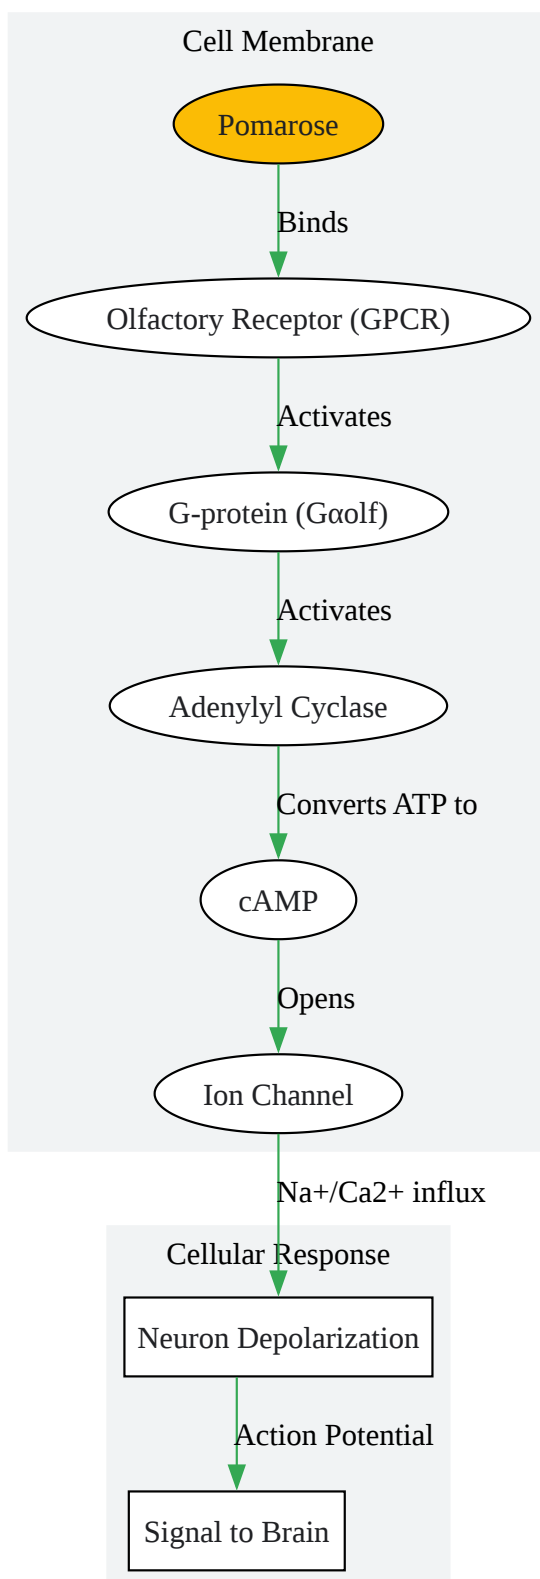 Cell Membrane
Pomarose
Binds
Olfactory Receptor (GPCR)
Activates
G-protein (Gαolf)
Activates
Adenylyl Cyclase
Converts ATP to
cAMP
Opens
Ion Channel
Na+/Ca2+ influx
Cellular Response
Neuron Depolarization
Action Potential
Signal to Brain